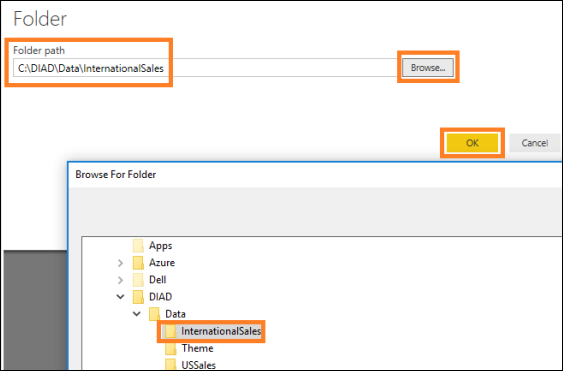 Folder
Folder path
C:\DIAD\Data\InternationalSales
Browse...
OK
Cancel
Browse For Folder
Apps
Azure
Dell
DIAD
Data
InternationalSales
Theme
USSales